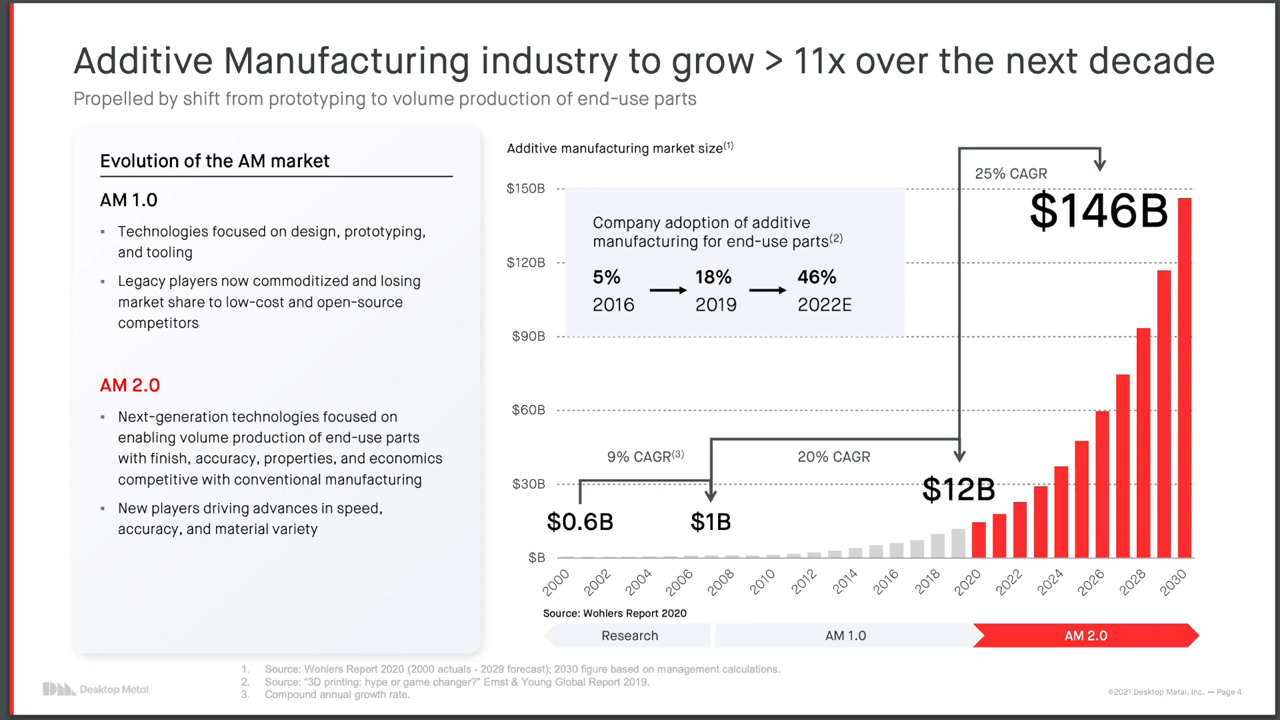 Additive Manufacturing industry to grow > 11x over the next decade
Propelled by shift from prototyping to volume production of end-use parts
Evolution of the AM market
AM 1.0
▪ Technologies focused on design, prototyping,
and tooling
▪ Legacy players now commoditized and losing
market share to low-cost and open-source
competitors
AM 2.0
▪ Next-generation technologies focused on
enabling volume production of end-use parts
with finish, accuracy, properties, and economics
competitive with conventional manufacturing
▪ New players driving advances in speed,
accuracy, and material variety
Additive manufacturing market size(1)
$150B
$120B
$90B
$60B
$30B
$B
Company adoption of additive
manufacturing for end-use parts(2)
5% 18% 46%
2016 2019 2022E
25% CAGR
$146B
9% CAGR(3)
20% CAGR
$12B
$0.6B
$1B
2000 2002 2004 2006 2008 2010 2012 2014 2016 2018 2020 2022 2024 2026 2028 2030
Source: Wohlers Report 2020
Research AM 1.0 AM 2.0
1. Source: Wohlers Report 2020 (2000 actuals - 2029 forecast); 2030 figure based on management calculations.
2. Source: "3D printing: hype or game changer?" Ernst & Young Global Report 2019.
3. Compound annual growth rate.
Desktop Metal.
©2021 Desktop Metal, Inc. — Page 4